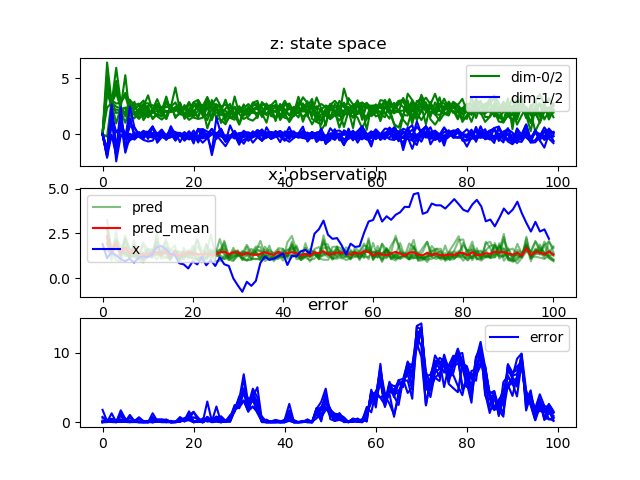 z: state space
5
0
dim-0/2
dim-1/2
0 20 40 60 80 100
x: observation
5.0
2.5
0.0
pred
pred_mean
x
0 20 40 60 80 100
error
10
0
error
0 20 40 60 80 100